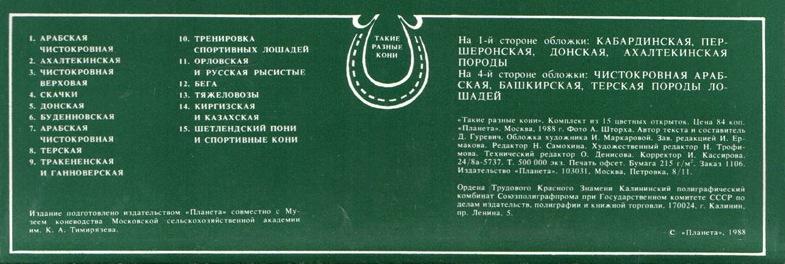 1. АРАБСКАЯ
ЧИСТОКРОВНАЯ
2. АХАЛТЕКИНСКАЯ
3. ЧИСТОКРОВНАЯ
ВЕРХОВАЯ
4. СКАЧКИ
5. ДОНСКАЯ
6. БУДЕННОВСКАЯ
7. АРАБСКАЯ
ЧИСТОКРОВНАЯ
8. ТЕРСКАЯ
9. ТРАКЕНЕНСКАЯ
И ГАННОВЕРСКАЯ
10. ТРЕНИРОВКА
СПОРТИВНЫХ ЛОШАДЕЙ
11. ОРЛОВСКАЯ
И РУССКАЯ РЫСИСТЫЕ
12. БЕГА
13. ТЯЖЕЛОВОЗЫ
14. КИРГИЗСКАЯ
И КАЗАХСКАЯ
15. ШЕТЛЕНДСКИЙ ПОНИ
И СПОРТИВНЫЕ КОНИ
Издание подготовлено издательством «Планета» совместно с Му-
зеем коневодства Московской сельскохозяйственной академии
им. К. А. Тимирязева.
ТАКИЕ
РАЗНЫЕ
КОНИ
На 1-й стороне обложки: КАБАРДИНСКАЯ, ПЕР-
ШЕРОНСКАЯ, ДОНСКАЯ, АХАЛТЕКИНСКАЯ
ПОРОДЫ
На 4-й стороне обложки: ЧИСТОКРОВНАЯ АРАБ-
СКАЯ, БАШКИРСКАЯ, ТЕРСКАЯ ПОРОДЫ ЛО-
ШАДЕЙ
«Такие разные кони». Комплект из 15 цветных открыток. Цена 84 коп.
«Планета». Москва, 1988 г. Фото А. Шторха. Автор текста и составитель
Д. Гуревич. Обложка художника И. Маркаровой. Зав. редакцией И. Ер-
макова. Редактор Н. Самохина. Художественный редактор Н. Трофи-
мова. Технический редактор О. Денисова. Корректор И. Кассирова.
24/8а-5737. Т. 500 000 экз. Печать офсет. Бумага 215 г/м². Заказ 1106.
Издательство «Планета». 103031, Москва, Петровка, 8/11.
Ордена Трудового Красного Знамени Калининский полиграфический
комбинат Союзполиграфпрома при Государственном комитете СССР по
делам издательств, полиграфии и книжной торговли. 170024, г. Калинин,
пр. Ленина, 5.
С «Планета», 1988